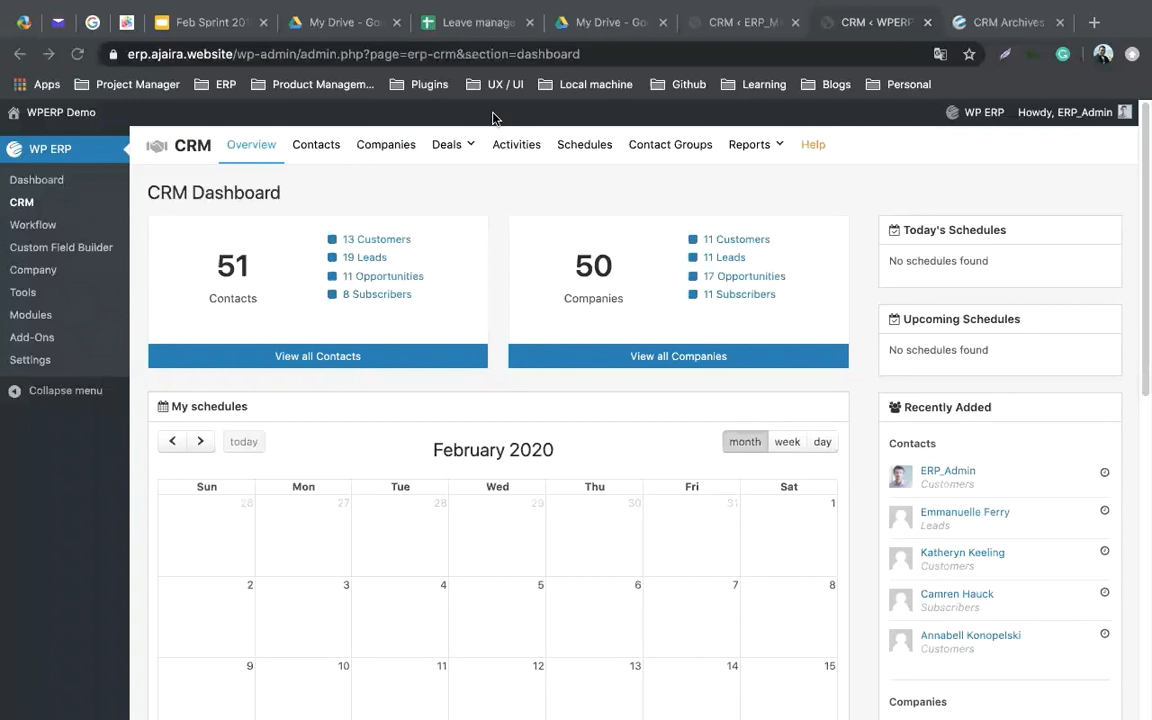 Feb Sprint 201
My Drive - Goo
Leave manage
My Drive - Goo
CRM ‹ ERP_M
CRM ‹ WPERP
CRM Archives
erp.ajaira.website/wp-admin/admin.php?page=erp-crm&section=dashboard
Apps
Project Manager
ERP
Product Managem...
Plugins
UX / UI
Local machine
Github
Learning
Blogs
Personal
WPERP Demo
WP ERP
Howdy, ERP_Admin
WP ERP
Dashboard
CRM
Workflow
Custom Field Builder
Company
Tools
Modules
Add-Ons
Settings
Collapse menu
CRM
Overview
Contacts
Companies
Deals
Activities
Schedules
Contact Groups
Reports
Help
CRM Dashboard
51
Contacts
13 Customers
19 Leads
11 Opportunities
8 Subscribers
View all Contacts
50
Companies
11 Customers
11 Leads
17 Opportunities
11 Subscribers
View all Companies
My schedules
today
February 2020
month week day
Sun Mon Tue Wed Thu Fri Sat
26 27 28 29 30 31 1
2 3 4 5 6 7 8
9 10 11 12 13 14 15
Today's Schedules
No schedules found
Upcoming Schedules
No schedules found
Recently Added
Contacts
ERP_Admin
Customers
Emmanuelle Ferry
Leads
Katheryn Keeling
Customers
Camren Hauck
Subscribers
Annabell Konopelski
Customers
Companies